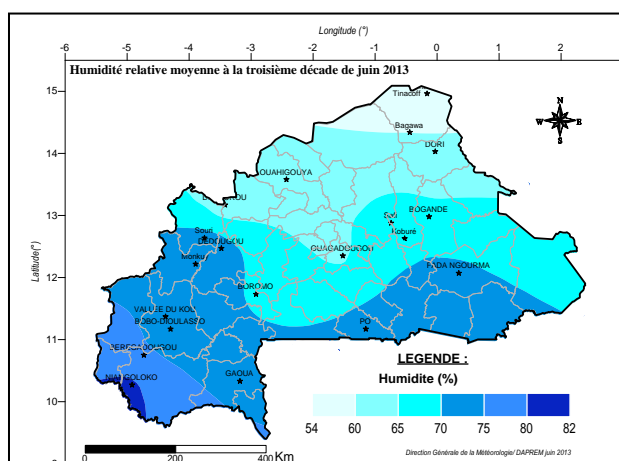 Longitude (°)
-6 -5 -4 -3 -2 -1 0 1 2
Humidité relative moyenne à la troisième décade de juin 2013
15
14
13
12
11
10
Latitude(°)
N
W E
S
Tinacoff
Bagawa
DORI
OUAHIGOUYA
BOGANDE
Koburé
Souri
DEDOUGOU
OUAGADOUGOU
FADA NGOURMA
BOROMO
VALLEE DU KOU
BOBO-DIOULASSO
PO
BEREGADOUGOU
NIANGOLOKO
GAOUA
LEGENDE :
Humidite (%)
54 60 65 70 75 80 82
0 200 400 Km
Direction Générale de la Météorologie/ DAPREM juin 2013